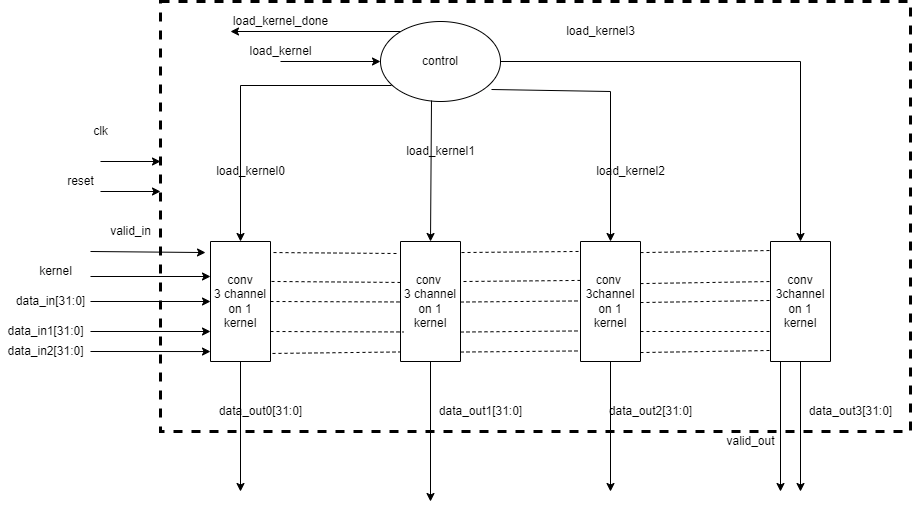 load_kernel_done
load_kernel3
load_kernel
control
clk
load_kernel1
load_kernel0
load_kernel2
reset
valid_in
kernel
data_in[31:0]
data_in1[31:0]
data_in2[31:0]
conv
3 channel
on 1
kernel
conv
3 channel
on 1
kernel
conv
3channel
on 1
kernel
conv
3channel
on 1
kernel
data_out0[31:0]
data_out1[31:0]
data_out2[31:0]
data_out3[31:0]
valid_out